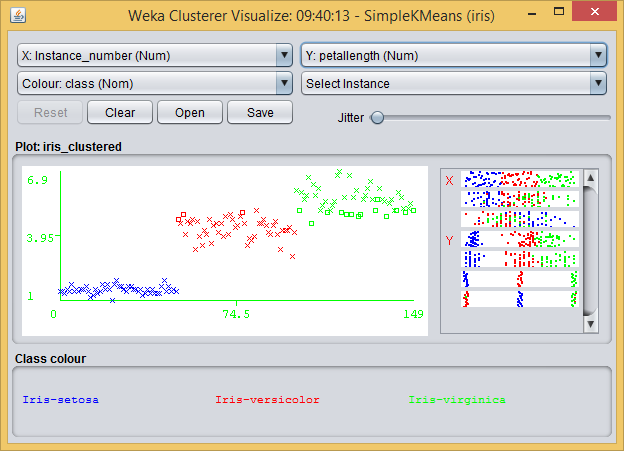 Weka Clusterer Visualize: 09:40:13 - SimpleKMeans (iris)
X: Instance_number (Num)
Y: petallength (Num)
Colour: class (Nom)
Select Instance
Reset
Clear
Open
Save
Jitter
Plot: iris_clustered
6.9
3.95
1
0
74.5
149
X
Y
Class colour
Iris-setosa
Iris-versicolor
Iris-virginica